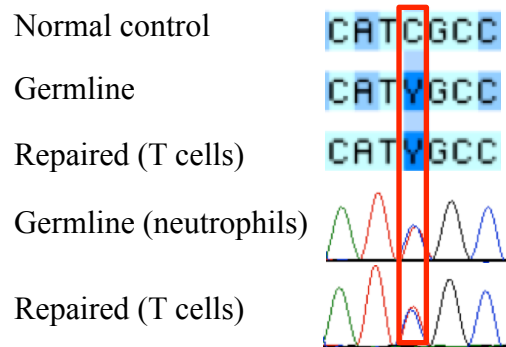 Normal control CATCGCC
Germline CATYGCC
Repaired (T cells) CATYGCC
Germline (neutrophils)
Repaired (T cells)